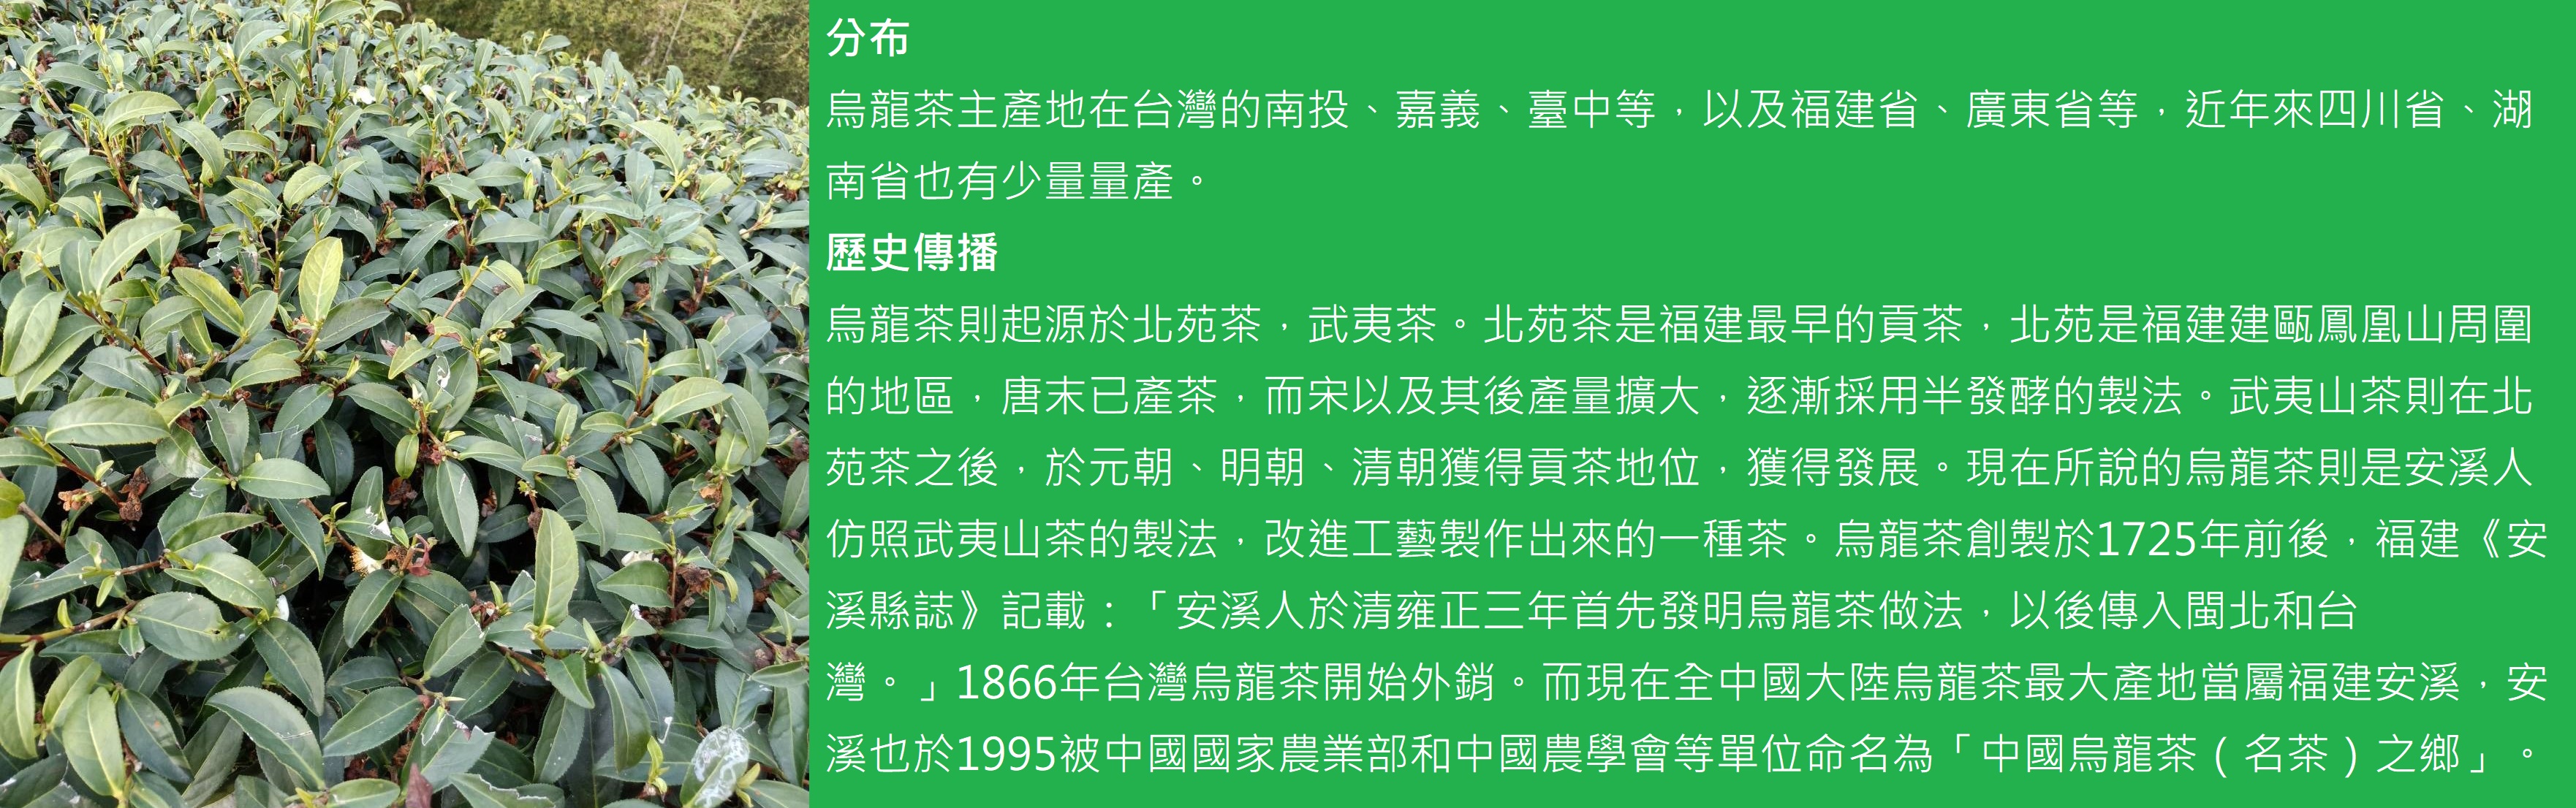 分布
烏龍茶主產地在台灣的南投、嘉義、臺中等，以及福建省、廣東省等，近年來四川省、湖
南省也有少量量產。
歷史傳播
烏龍茶則起源於北苑茶，武夷茶。北苑茶是福建最早的貢茶，北苑是福建建甌鳳凰山周圍
的地區，唐末已產茶，而宋以及其後產量擴大，逐漸採用半發酵的製法。武夷山茶則在北
苑茶之後，於元朝、明朝、清朝獲得貢茶地位，獲得發展。現在所說的烏龍茶則是安溪人
仿照武夷山茶的製法，改進工藝製作出來的一種茶。烏龍茶創製於1725年前後，福建《安
溪縣誌》記載：「安溪人於清雍正三年首先發明烏龍茶做法，以後傳入閩北和台
灣。」1866年台灣烏龍茶開始外銷。而現在全中國大陸烏龍茶最大產地當屬福建安溪，安
溪也於1995被中國國家農業部和中國農學會等單位命名為「中國烏龍茶（名茶）之鄉」。